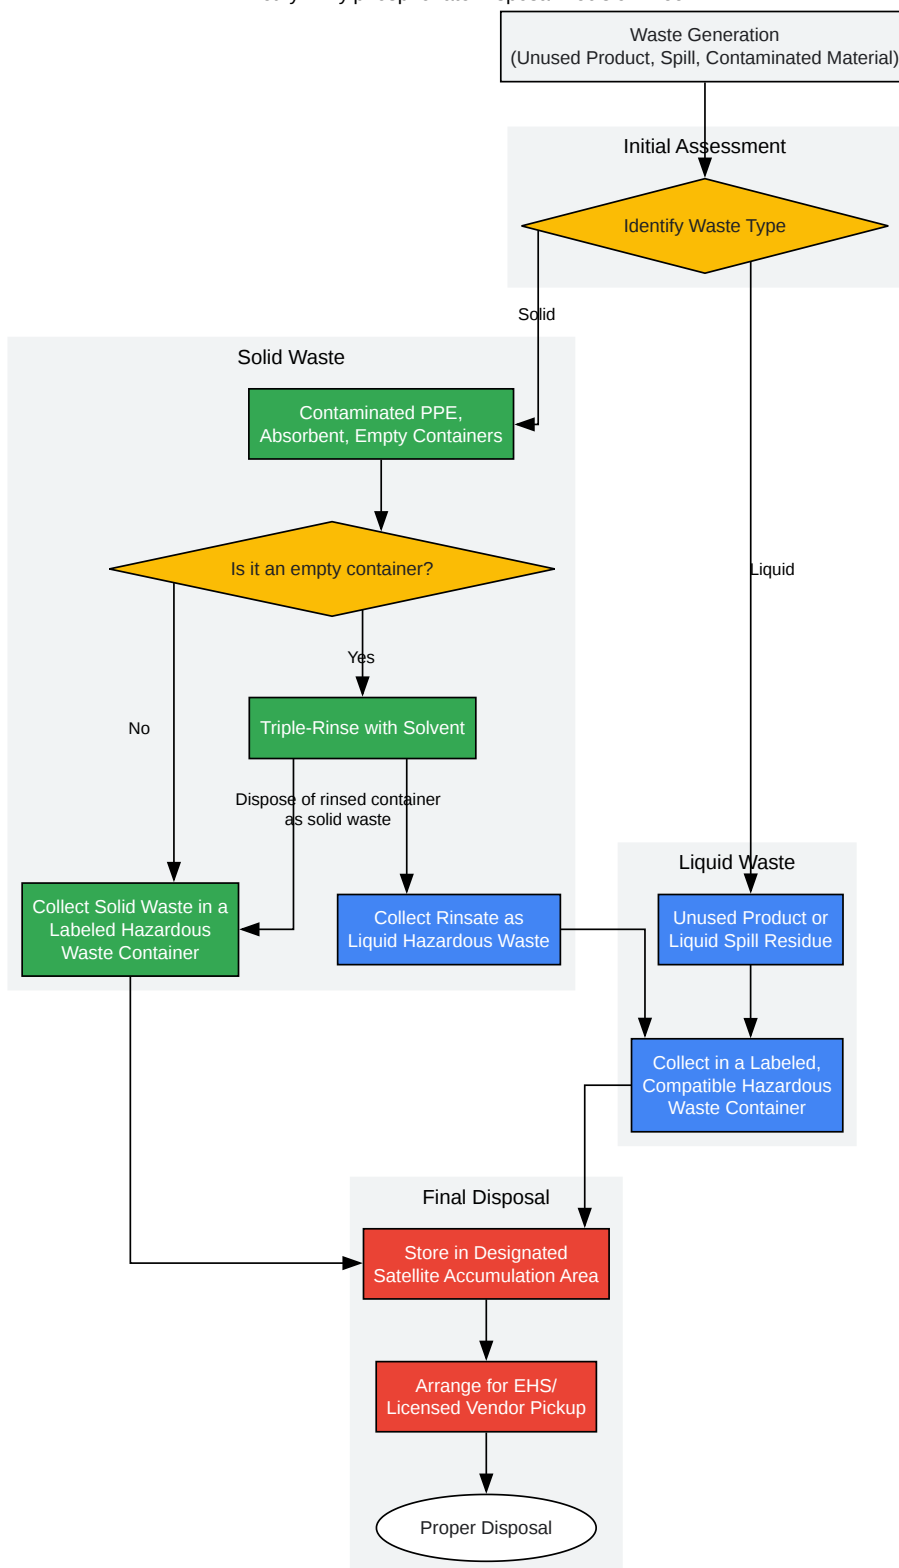 Waste Generation
(Unused Product, Spill, Contaminated Material)
Initial Assessment
Identify Waste Type
Solid
Solid Waste
Contaminated PPE,
Absorbent, Empty Containers
Is it an empty container?
Liquid
Yes
No
Triple-Rinse with Solvent
Dispose of rinsed container
as solid waste
Liquid Waste
Collect Solid Waste in a
Labeled Hazardous
Waste Container
Collect Rinsate as
Liquid Hazardous Waste
Unused Product or
Liquid Spill Residue
Collect in a Labeled,
Compatible Hazardous
Waste Container
Final Disposal
Store in Designated
Satellite Accumulation Area
Arrange for EHS/
Licensed Vendor Pickup
Proper Disposal